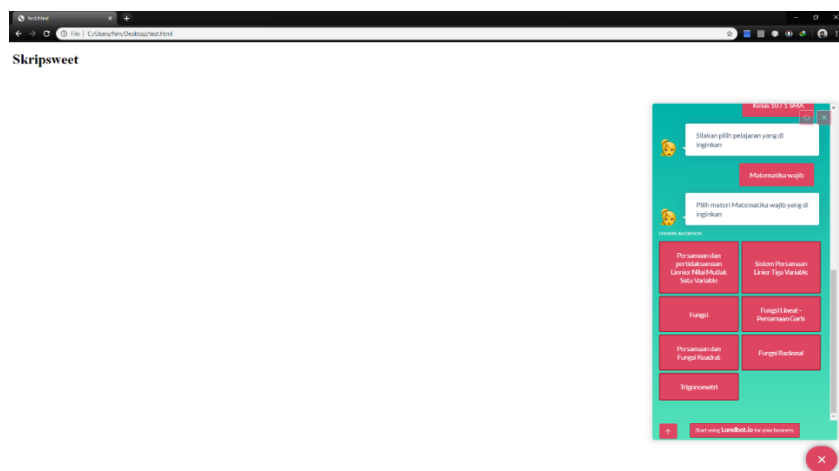 test.html
File | C:/Users/Nin/Desktop/test.html
Skripsweet
Kelas 10 / 1 SMA
Silakan pilih pelajaran yang di
inginkan
Matematika wajib
Pilih materi Matematika wajib yang di
inginkan
CHOOSE AN OPTION
Persamaan dan
pertidaksamaan
Linnier Nilai Mutlak
Satu Variable
Sistem Persamaan
Linier Tiga Variable
Fungsi
Fungsi Linear -
Persamaan Garis
Persamaan dan
Fungsi Kuadrat
Fungsi Rasional
Trigonometri
Start using Landbot.io for your business